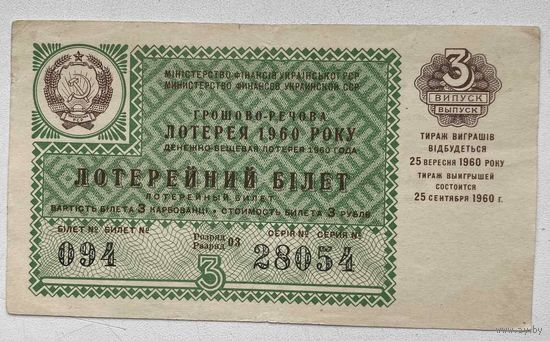 МІНІСТЕРСТВО ФІНАНСІВ УКРАЇНСЬКОЇ РСР
МИНИСТЕРСТВО ФИНАНСОВ УКРАИНСКОЙ ССР
ГРОШОВО-РЕЧОВА
ЛОТЕРЕЯ 1960 РОКУ
ДЕНЕЖНО-ВЕЩЕВАЯ ЛОТЕРЕЯ 1960 ГОДА
ЛОТЕРЕЙНИЙ БІЛЕТ
ЛОТЕРЕЙНЫЙ БИЛЕТ
ВАРТІСТЬ БІЛЕТА 3 КАРБОВАНЦІ • СТОИМОСТЬ БИЛЕТА 3 РУБЛЯ
БІЛЕТ № БИЛЕТ №
094
Розряд 03
Разряд
СЕРІЯ № СЕРИЯ №
28054
3
3
ВИПУСК
ВЫПУСК
ТИРАЖ ВИГРАШІВ
ВІДБУДЕТЬСЯ
25 ВЕРЕСНЯ 1960 РОКУ
ТИРАЖ ВЫИГРЫШЕЙ
СОСТОИТСЯ
25 СЕНТЯБРЯ 1960 г.
www.ay.by